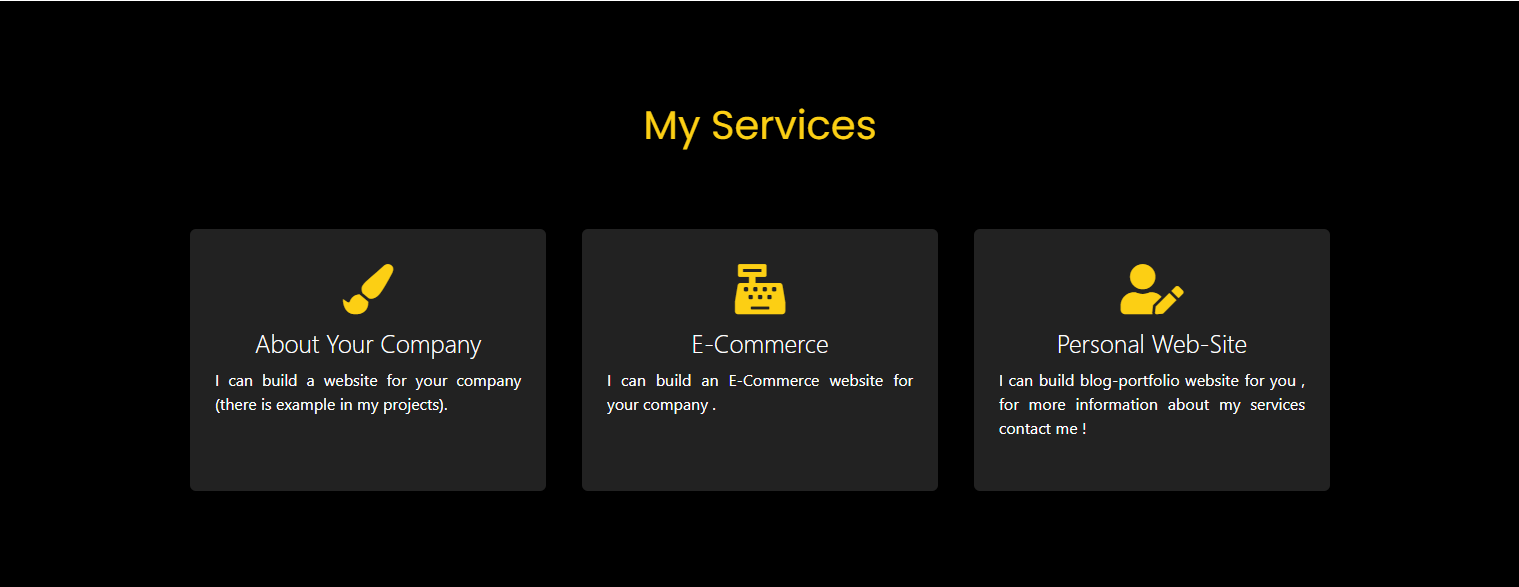 My Services
About Your Company
I can build a website for your company
(there is example in my projects).
E-Commerce
I can build an E-Commerce website for
your company .
Personal Web-Site
I can build blog-portfolio website for you ,
for more information about my services
contact me !